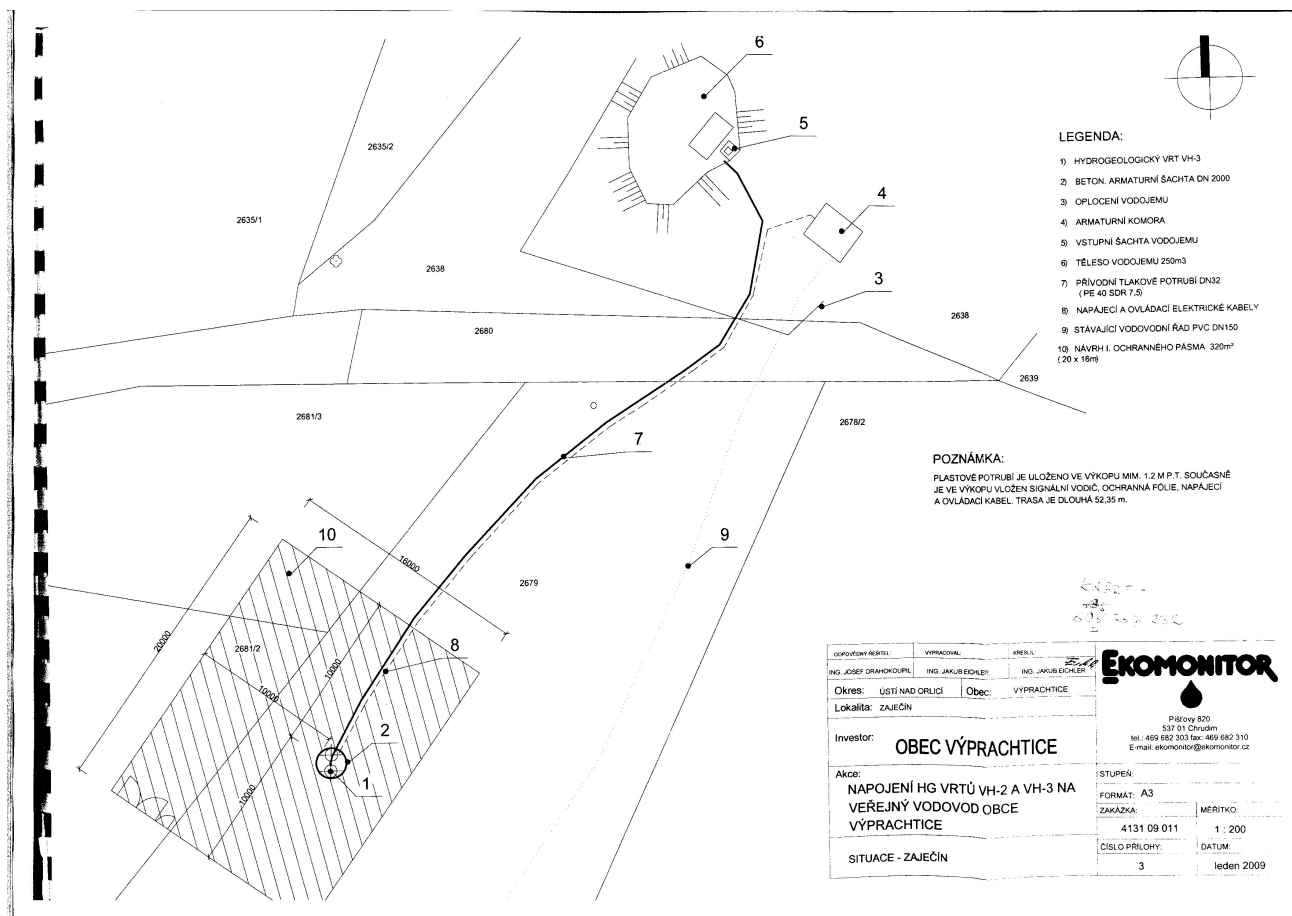 6
5
4
3
2635/2
2635/1
2638
2680
2638
2639
2681/3
2678/2
7
10
16000
9
2679
20000
2681/2
10000
8
10000
2
10000
1
LEGENDA:
1) HYDROGEOLOGICKÝ VRT VH-3
2) BETON. ARMATURNÍ ŠACHTA DN 2000
3) OPLOCENÍ VODOJEMU
4) ARMATURNÍ KOMORA
5) VSTUPNÍ ŠACHTA VODOJEMU
6) TĚLESO VODOJEMU 250m3
7) PŘÍVODNÍ TLAKOVÉ POTRUBÍ DN32
( PE 40 SDR 7,5)
8) NAPÁJECÍ A OVLÁDACÍ ELEKTRICKÉ KABELY
9) STÁVAJÍCÍ VODOVODNÍ ŘAD PVC DN150
10) NÁVRH I. OCHRANNÉHO PÁSMA 320m²
( 20 x 16m)
POZNÁMKA:
PLASTOVÉ POTRUBÍ JE ULOŽENO VE VÝKOPU MIM. 1,2 M P.T. SOUČASNĚ
JE VE VÝKOPU VLOŽEN SIGNÁLNÍ VODIČ, OCHRANNÁ FÓLIE, NAPÁJECÍ
A OVLÁDACÍ KABEL. TRASA JE DLOUHÁ 52,35 m.
ODPOVĚDNÝ ŘEŠITEL: VYPRACOVAL: KRESLIL:
ING. JOSEF DRAHOKOUPIL ING. JAKUB EICHLER ING. JAKUB EICHLER
Okres: ÚSTÍ NAD ORLICÍ Obec: VÝPRACHTICE
Lokalita: ZAJEČÍN
Investor: OBEC VÝPRACHTICE
Akce:
NAPOJENÍ HG VRTŮ VH-2 A VH-3 NA
VEŘEJNÝ VODOVOD OBCE
VÝPRACHTICE
SITUACE - ZAJEČÍN
EKOMONITOR
Píšťovy 820
537 01 Chrudim
tel.: 469 682 303 fax: 469 682 310
E-mail: ekomonitor@ekomonitor.cz
STUPEŇ:
FORMÁT: A3
ZAKÁZKA: MĚŘÍTKO:
4131 09 011 1 : 200
ČÍSLO PŘÍLOHY: DATUM:
3 leden 2009